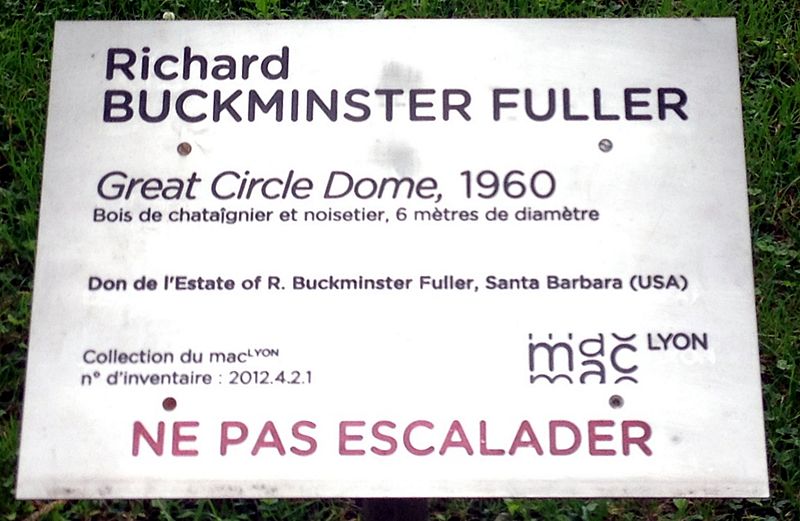 Richard
BUCKMINSTER FULLER
Great Circle Dome, 1960
Bois de chataîgnier et noisetier, 6 mètres de diamètre
Don de l'Estate of R. Buckminster Fuller, Santa Barbara (USA)
Collection du macLYON
n° d'inventaire : 2012.4.2.1
mac LYON
NE PAS ESCALADER